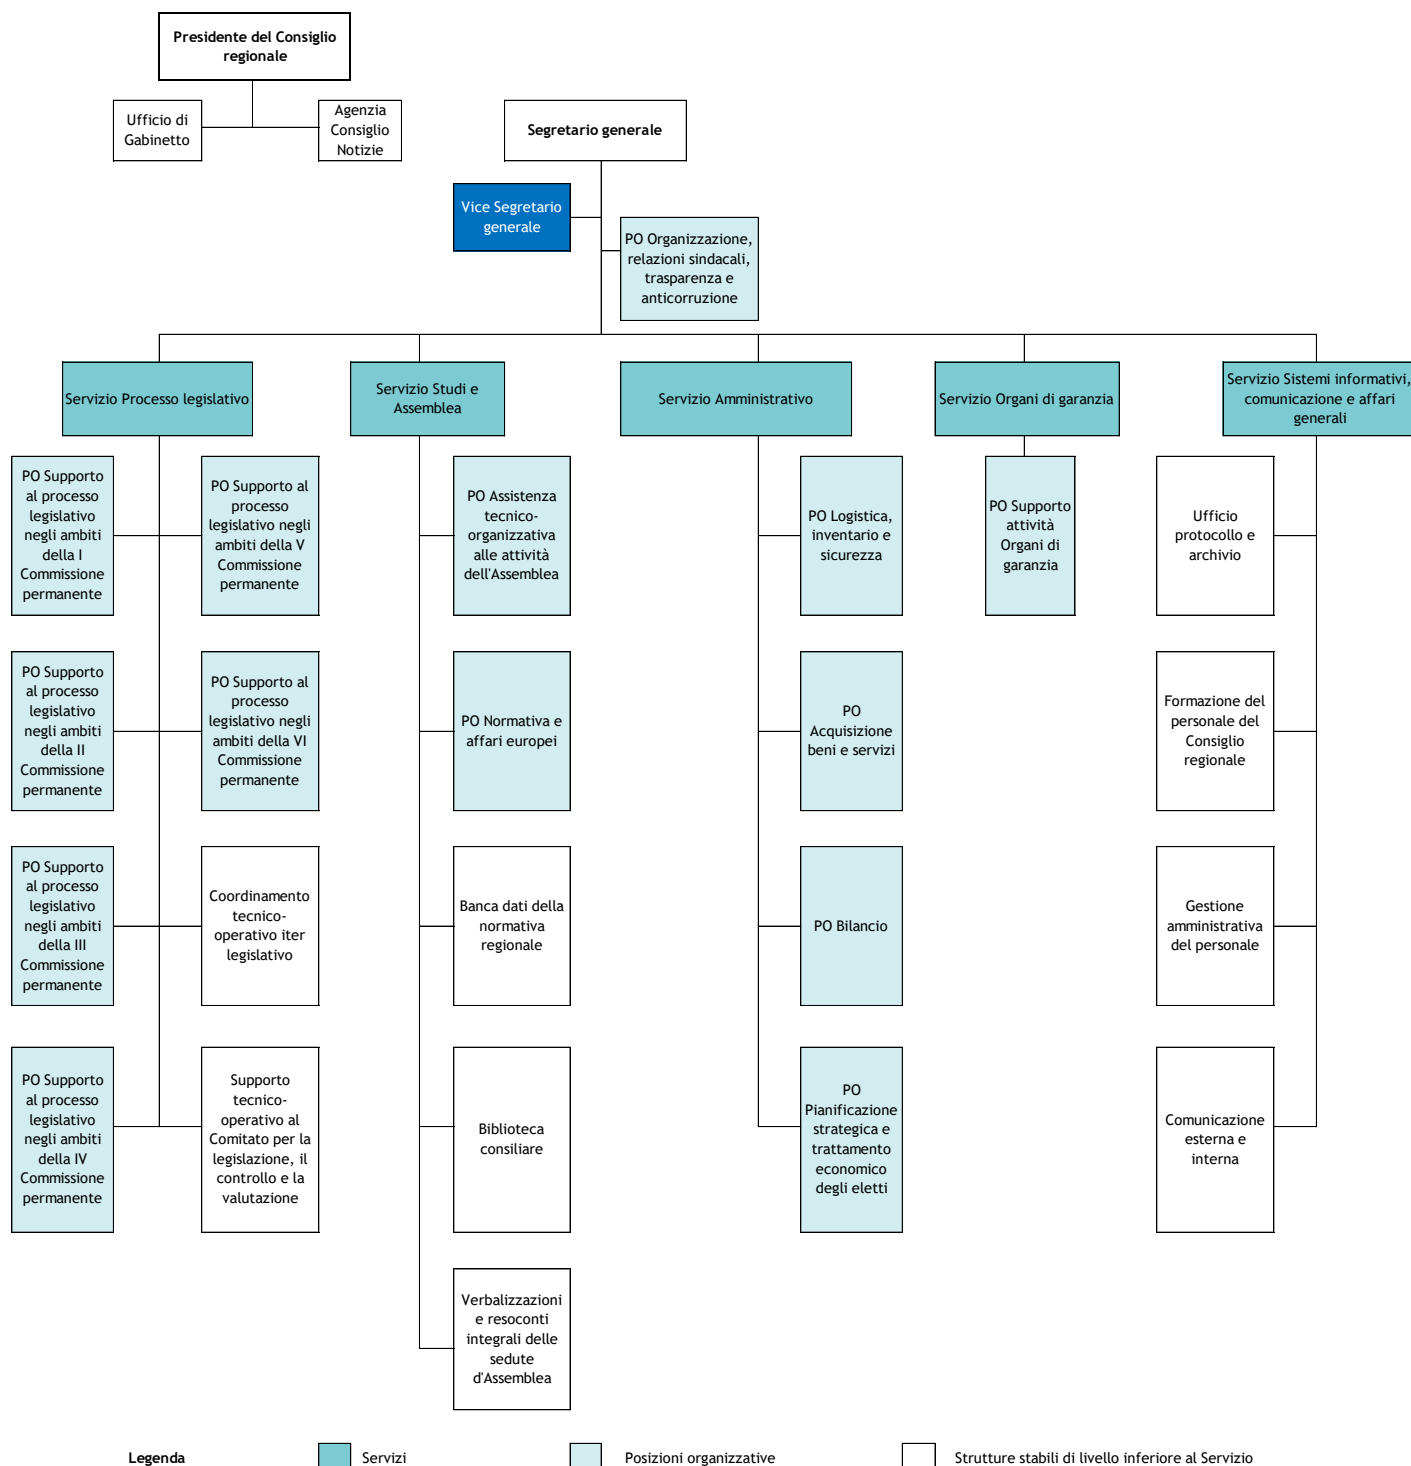 Presidente del Consiglio
regionale
Ufficio di
Gabinetto
Agenzia
Consiglio
Notizie
Segretario generale
Vice Segretario
generale
PO Organizzazione,
relazioni sindacali,
trasparenza e
anticorruzione
Servizio Processo legislativo
Servizio Studi e
Assemblea
Servizio Amministrativo
Servizio Organi di garanzia
Servizio Sistemi informativi,
comunicazione e affari
generali
PO Supporto
al processo
legislativo
negli ambiti
della I
Commissione
permanente
PO Supporto al
processo
legislativo negli
ambiti della V
Commissione
permanente
PO Assistenza
tecnico-
organizzativa
alle attività
dell'Assemblea
PO Logistica,
inventario e
sicurezza
PO Supporto
attività
Organi di
garanzia
Ufficio
protocollo e
archivio
PO Supporto
al processo
legislativo
negli ambiti
della II
Commissione
permanente
PO Supporto al
processo
legislativo negli
ambiti della VI
Commissione
permanente
PO Normativa e
affari europei
PO
Acquisizione
beni e servizi
Formazione del
personale del
Consiglio
regionale
PO Supporto
al processo
legislativo
negli ambiti
della III
Commissione
permanente
Coordinamento
tecnico-
operativo iter
legislativo
Banca dati della
normativa
regionale
PO Bilancio
Gestione
amministrativa
del personale
PO Supporto
al processo
legislativo
negli ambiti
della IV
Commissione
permanente
Supporto
tecnico-
operativo al
Comitato per la
legislazione, il
controllo e la
valutazione
Biblioteca
consiliare
PO
Pianificazione
strategica e
trattamento
economico
degli eletti
Comunicazione
esterna e
interna
Verbalizzazioni
e resoconti
integrali delle
sedute
d'Assemblea
Legenda
Servizi
Posizioni organizzative
Strutture stabili di livello inferiore al Servizio